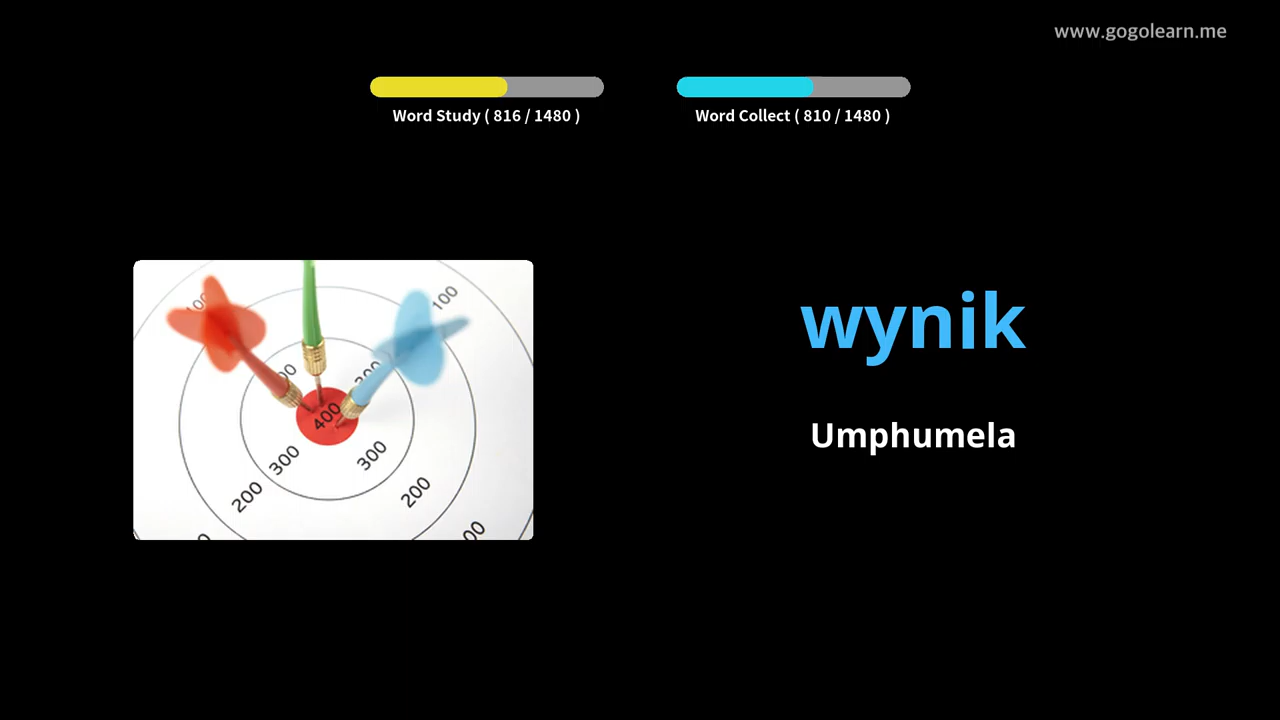 www.gogolearn.me
Word Study ( 816 / 1480 )
Word Collect ( 810 / 1480 )
wynik
Umphumela
100
100
200
400
300
300
200
200